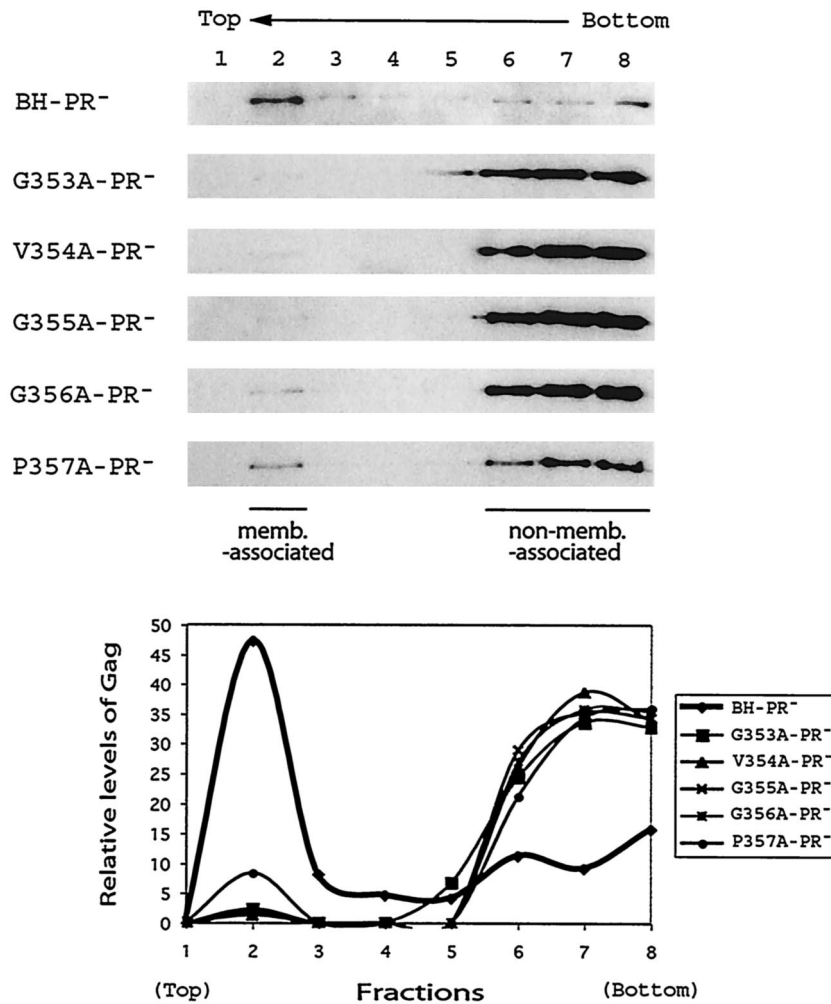 Top Bottom
1 2 3 4 5 6 7 8
BH-PR⁻
G353A-PR⁻
V354A-PR⁻
G355A-PR⁻
G356A-PR⁻
P357A-PR⁻
memb.
-associated
non-memb.
-associated
Relative levels of Gag
50
45
40
35
30
25
20
15
10
5
0
1 2 3 4 5 6 7 8
(Top) Fractions (Bottom)
BH-PR⁻
G353A-PR⁻
V354A-PR⁻
G355A-PR⁻
G356A-PR⁻
P357A-PR⁻